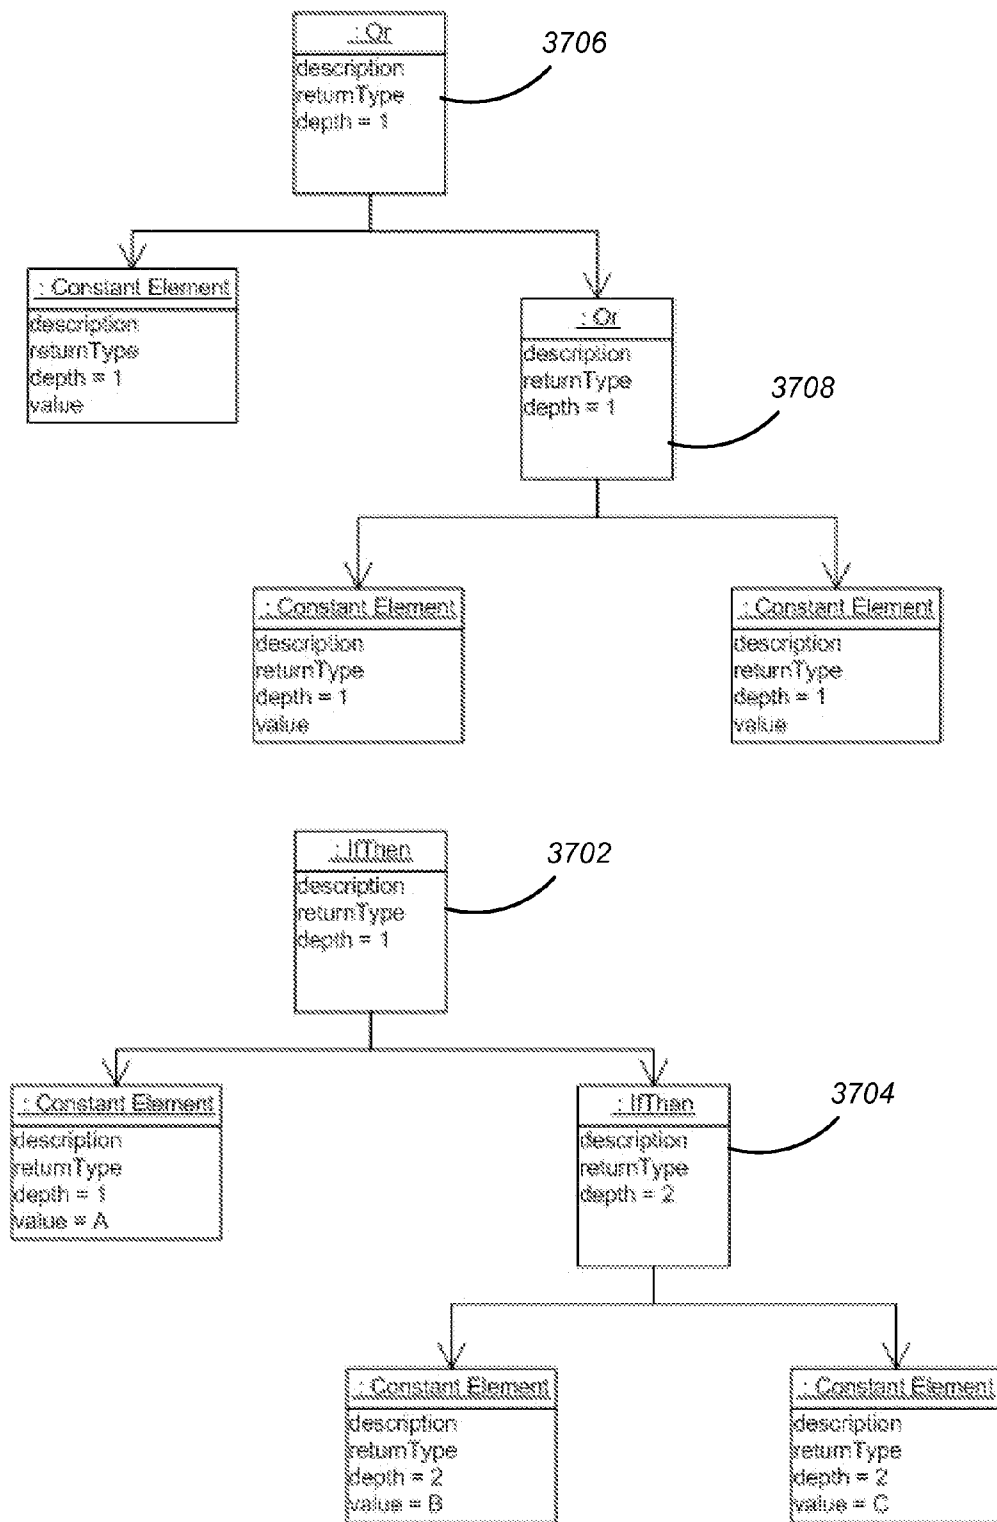 : Or
3706
description
returnType
depth = 1
: Constant Element
description
returnType
depth = 1
value
: Or
description
returnType
depth = 1
3708
: Constant Element
description
returnType
depth = 1
value
: Constant Element
description
returnType
depth = 1
value
: IfThen
3702
description
returnType
depth = 1
: Constant Element
description
returnType
depth = 1
value = A
: IfThen
3704
description
returnType
depth = 2
: Constant Element
description
returnType
depth = 2
value = B
: Constant Element
description
returnType
depth = 2
value = C